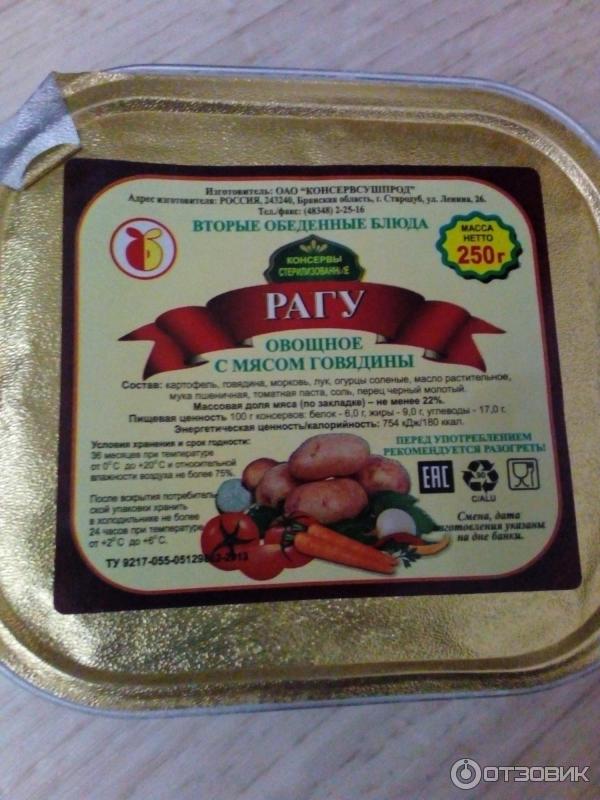 Изготовитель: ОАО "КОНСЕРВСУШПРОД"
Адрес изготовителя: РОССИЯ, 243240, Брянская область, г. Стародуб, ул. Ленина, 26.
Тел./факс: (48348) 2-25-16
ВТОРЫЕ ОБЕДЕННЫЕ БЛЮДА
МАССА
НЕТТО
250г
КОНСЕРВЫ
СТЕРИЛИЗОВАННЫЕ
РАГУ
ОВОЩНОЕ
С МЯСОМ ГОВЯДИНЫ
Состав: картофель, говядина, морковь, лук, огурцы соленые, масло растительное,
мука пшеничная, томатная паста, соль, перец черный молотый.
Массовая доля мяса (по закладке) – не менее 22%.
Пищевая ценность 100 г консервов: белок - 6,0 г, жиры - 9,0 г, углеводы - 17,0 г.
Энергетическая ценность/калорийность: 754 кДж/180 ккал.
Условия хранения и срок годности:
36 месяцев при температуре
от 0°С до +20°С и относительной
влажности воздуха не более 75%.
После вскрытия потребитель-
ской упаковки хранить
в холодильнике не более
24 часов при температуре
от +2°С до +6°С.
ТУ 9217-055-
ПЕРЕД УПОТРЕБЛЕНИЕМ
РЕКОМЕНДУЕТСЯ РАЗОГРЕТЬ!
ЕАС
90
C/ALU
Смена, дата
изготовления указаны
на дне банки.
ОТЗОВИК